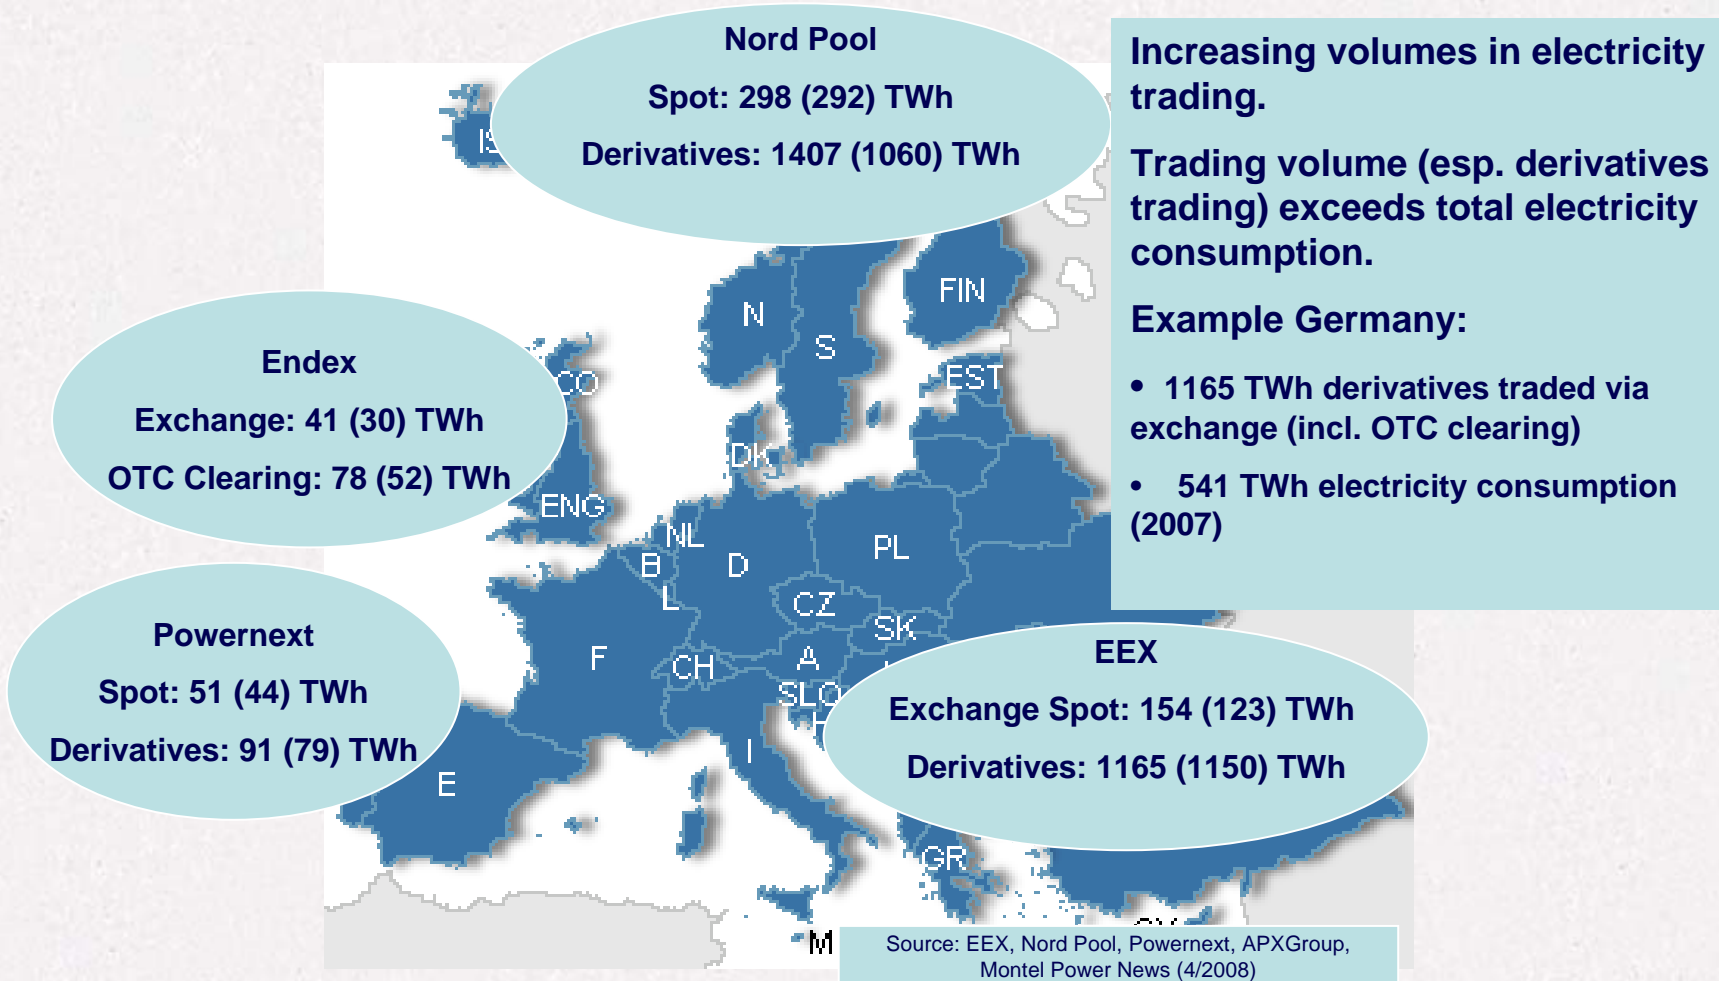 Nord Pool
Spot: 298 (292) TWh
Derivatives: 1407 (1060) TWh
Increasing volumes in electricity
trading.
Trading volume (esp. derivatives
trading) exceeds total electricity
consumption.
Example Germany:
• 1165 TWh derivatives traded via
exchange (incl. OTC clearing)
• 541 TWh electricity consumption
(2007)
Endex
Exchange: 41 (30) TWh
OTC Clearing: 78 (52) TWh
Powernext
Spot: 51 (44) TWh
Derivatives: 91 (79) TWh
EEX
Exchange Spot: 154 (123) TWh
Derivatives: 1165 (1150) TWh
N
S
FIN
EST
DK
ENG
NL
B
D
PL
L
CZ
SK
F
CH
A
SLO
I
E
GR
M
Source: EEX, Nord Pool, Powernext, APXGroup,
Montel Power News (4/2008)